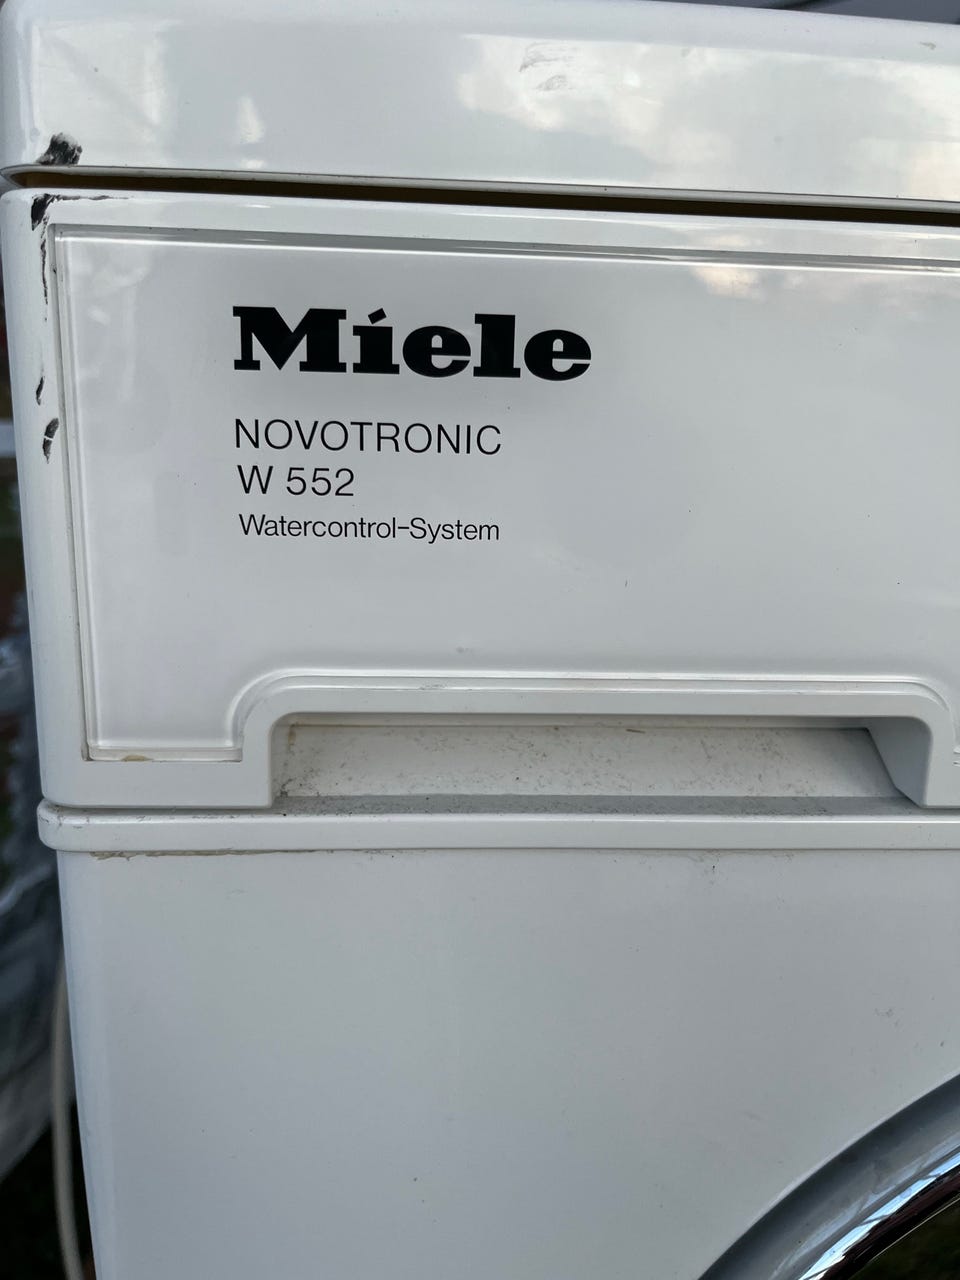 Miele
NOVOTRONIC
W 552
Watercontrol-System